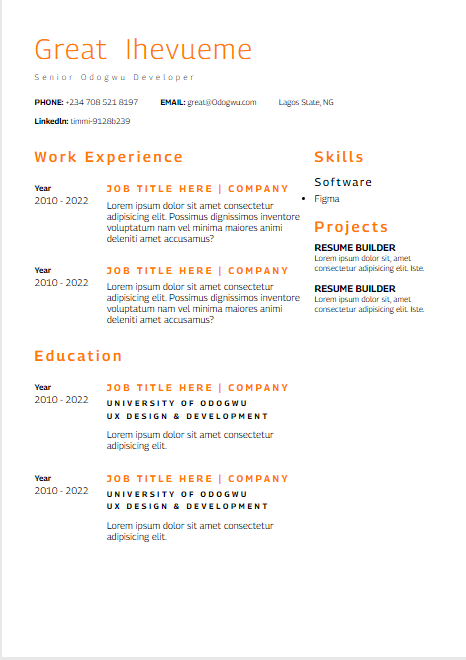 Great Ihevueme
Senior Odogwu Developer
PHONE: +234 708 521 8197 EMAIL: great@Odogwu.com Lagos State, NG
LinkedIn: timmi-9128b239
Work Experience
Year
2010 - 2022
JOB TITLE HERE | COMPANY
Lorem ipsum dolor sit amet consectetur
adipisicing elit. Possimus dignissimos inventore
voluptatum nam vel minima maiores animi
deleniti amet accusamus?
Year
2010 - 2022
JOB TITLE HERE | COMPANY
Lorem ipsum dolor sit amet consectetur
adipisicing elit. Possimus dignissimos inventore
voluptatum nam vel minima maiores animi
deleniti amet accusamus?
Education
Year
2010 - 2022
JOB TITLE HERE | COMPANY
UNIVERSITY OF ODOGWU
UX DESIGN & DEVELOPMENT
Lorem ipsum dolor sit amet consectetur
adipisicing elit.
Year
2010 - 2022
JOB TITLE HERE | COMPANY
UNIVERSITY OF ODOGWU
UX DESIGN & DEVELOPMENT
Lorem ipsum dolor sit amet consectetur
adipisicing elit.
Skills
Software
• Figma
Projects
RESUME BUILDER
Lorem ipsum dolor sit, amet
consectetur adipisicing elit. Iste.
RESUME BUILDER
Lorem ipsum dolor sit, amet
consectetur adipisicing elit. Iste.